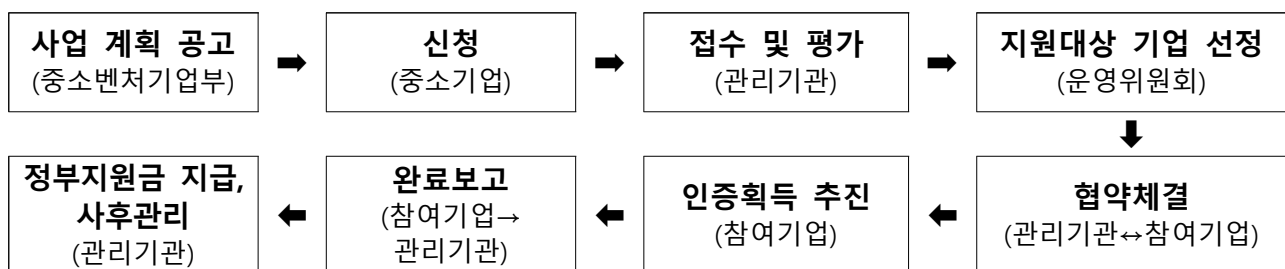 사업 계획 공고
(중소벤처기업부)
➡
신청
(중소기업)
➡
접수 및 평가
(관리기관)
➡
지원대상 기업 선정
(운영위원회)
⬇
협약체결
(관리기관↔참여기업)
⬅
인증획득 추진
(참여기업)
⬅
완료보고
(참여기업→
관리기관)
⬅
정부지원금 지급,
사후관리
(관리기관)